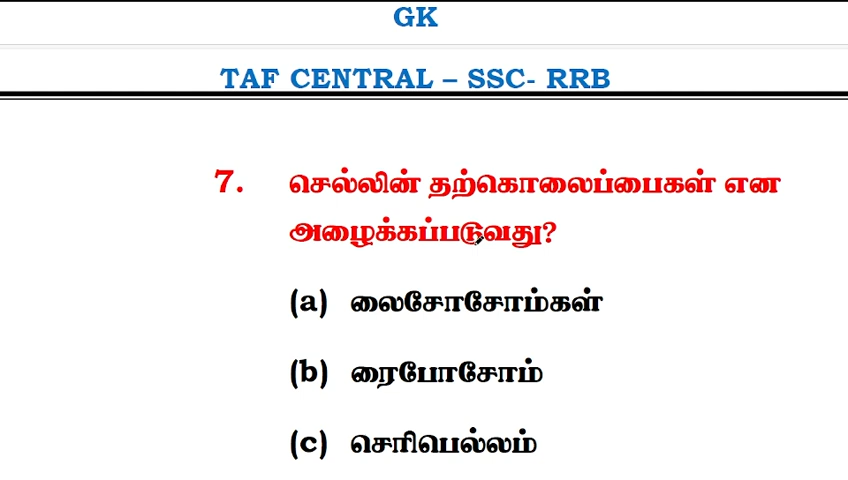 GK
TAF CENTRAL – SSC- RRB
7. செல்லின் தற்கொலைப்பைகள் என
அழைக்கப்படுவது?
(a) லைசோசோம்கள்
(b) ரைபோசோம்
(c) செரிபெல்லம்